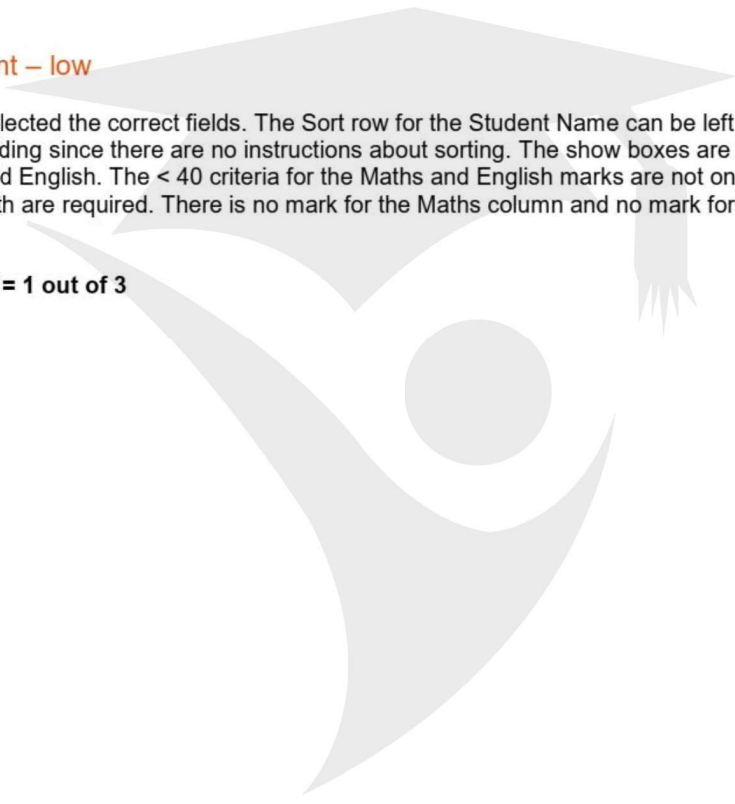 nt – low
lected the correct fields. The Sort row for the Student Name can be left
ding since there are no instructions about sorting. The show boxes are
d English. The < 40 criteria for the Maths and English marks are not on
th are required. There is no mark for the Maths column and no mark for
= 1 out of 3